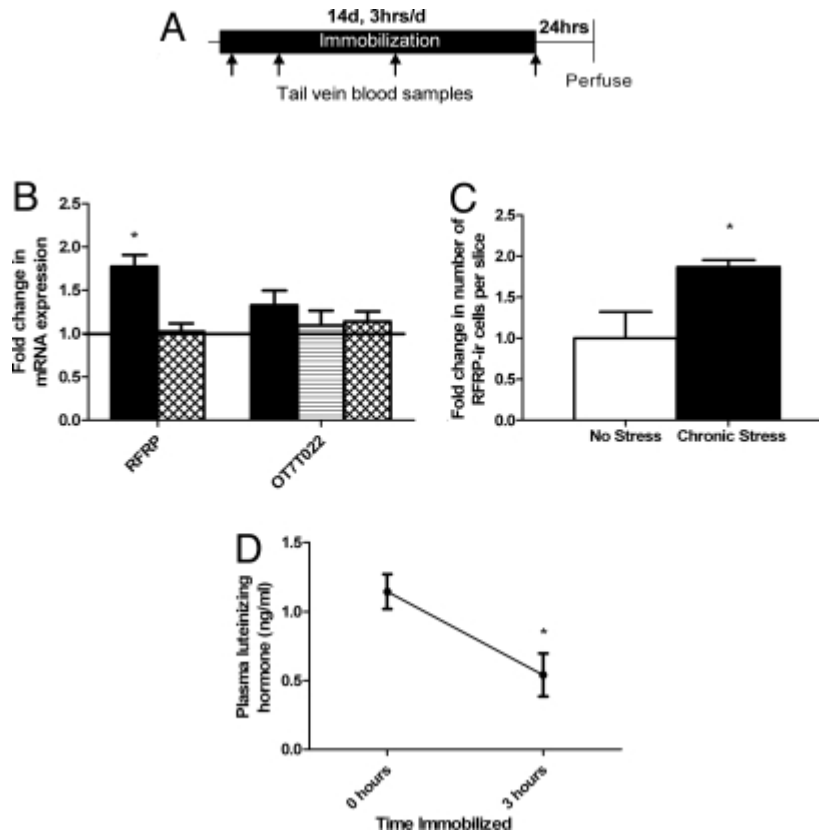 A
14d, 3hrs/d
Immobilization
24hrs
Tail vein blood samples
Perfuse
B
Fold change in
mRNA expression
2.5
2.0
1.5
1.0
0.5
0.0
*
RFRP
OT7T022
C
Fold change in number of
RFRP-ir cells per slice
2.5
2.0
1.5
1.0
0.5
0.0
*
No Stress
Chronic Stress
D
Plasma luteinizing
hormone (ng/ml)
1.5
1.0
0.5
0.0
*
0 hours
3 hours
Time Immobilized